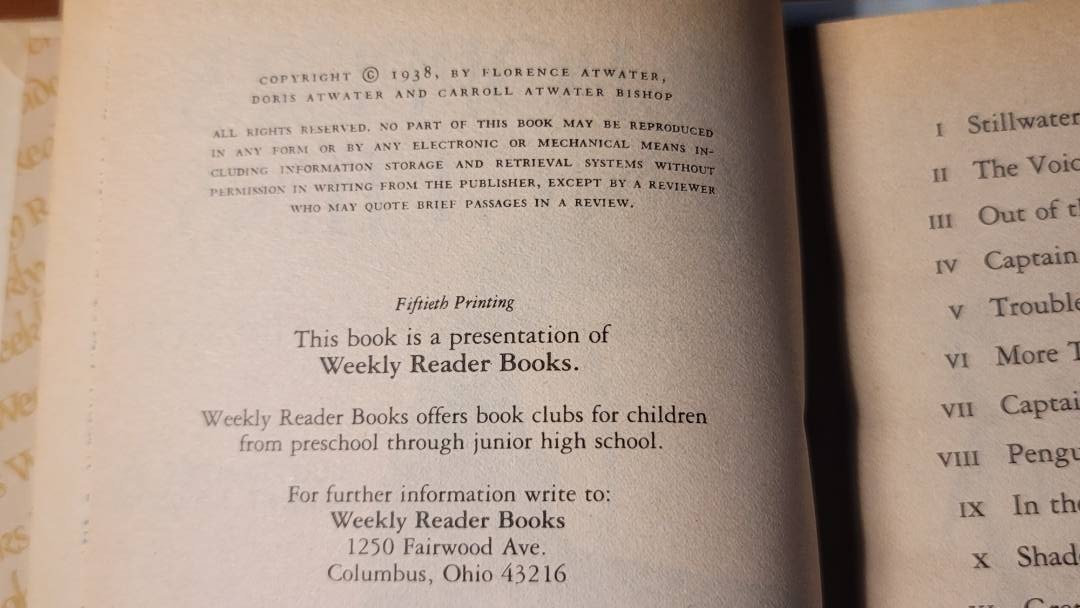 COPYRIGHT © 1938, BY FLORENCE ATWATER,
DORIS ATWATER AND CARROLL ATWATER BISHOP
ALL RIGHTS RESERVED. NO PART OF THIS BOOK MAY BE REPRODUCED
IN ANY FORM OR BY ANY ELECTRONIC OR MECHANICAL MEANS IN-
CLUDING INFORMATION STORAGE AND RETRIEVAL SYSTEMS WITHOUT
PERMISSION IN WRITING FROM THE PUBLISHER, EXCEPT BY A REVIEWER
WHO MAY QUOTE BRIEF PASSAGES IN A REVIEW.
Fiftieth Printing
This book is a presentation of
Weekly Reader Books.
Weekly Reader Books offers book clubs for children
from preschool through junior high school.
For further information write to:
Weekly Reader Books
1250 Fairwood Ave.
Columbus, Ohio 43216
I Stillwater
II The Voic
III Out of t
IV Captain
V Trouble
VI More T
VII Captai
VIII Pengu
IX In the
X Shad